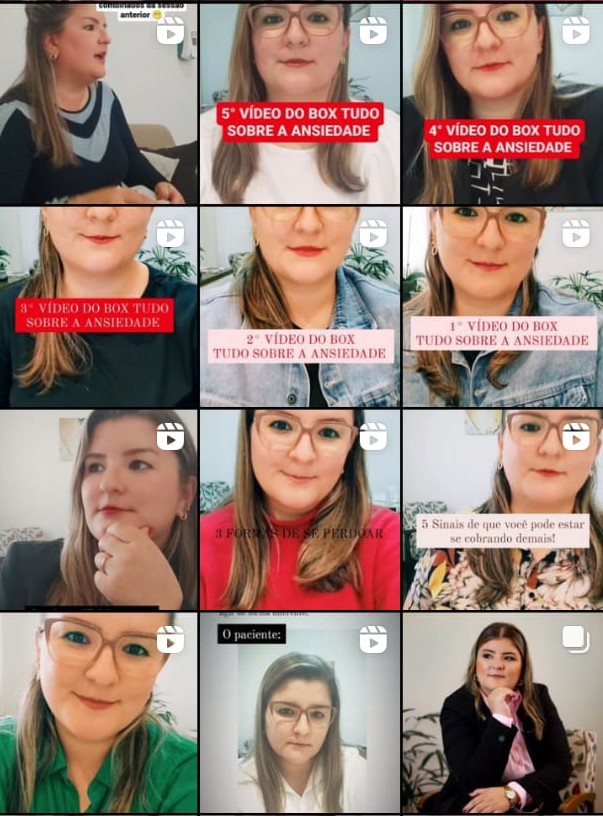 combinados da sessão
anterior
5° VÍDEO DO BOX TUDO
SOBRE A ANSIEDADE
4° VÍDEO DO BOX TUDO
SOBRE A ANSIEDADE
3° VÍDEO DO BOX TUDO
SOBRE A ANSIEDADE
2° VÍDEO DO BOX
TUDO SOBRE A ANSIEDADE
1° VÍDEO DO BOX
TUDO SOBRE A ANSIEDADE
3 FORMAS DE SE PERDOAR
5 Sinais de que você pode estar
se cobrando demais!
O paciente: